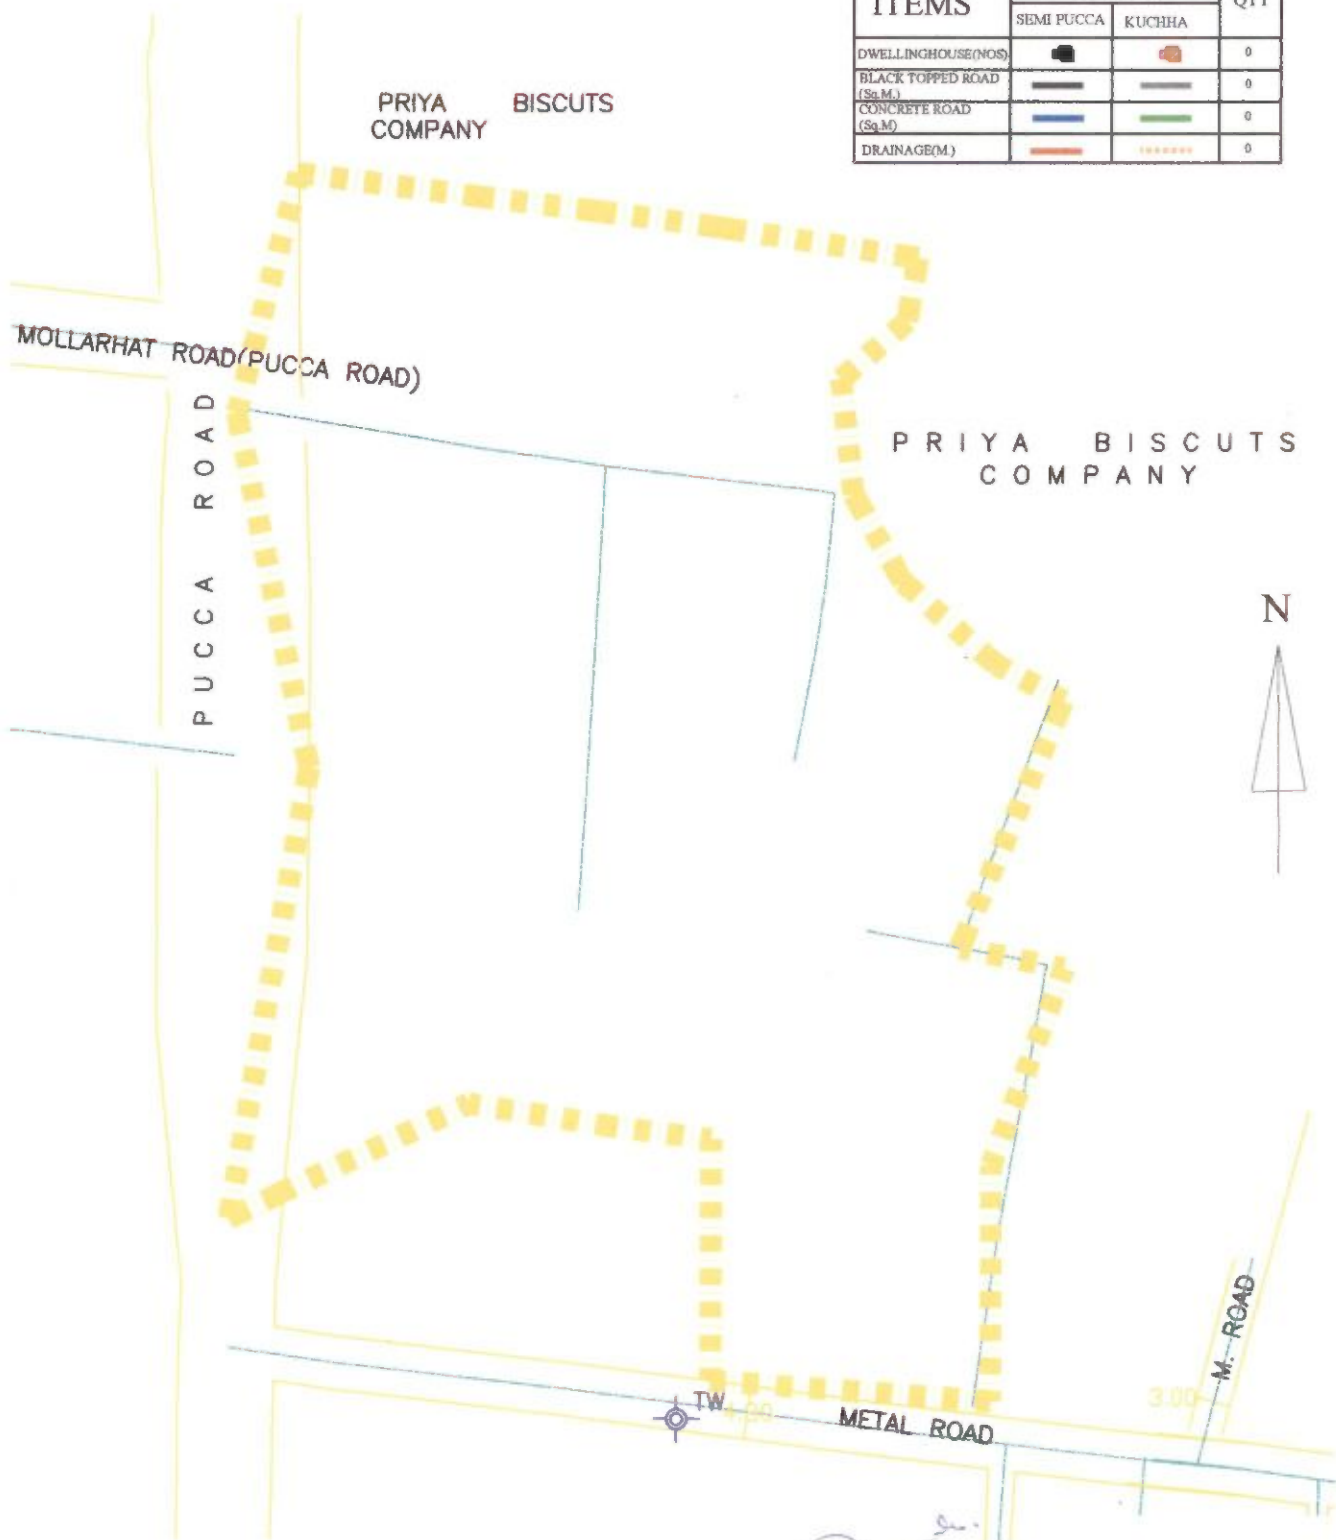 ITEMS
QTY
SEMI PUCCA
KUCHHA
DWELLINGHOUSE(NOS)
0
BLACK TOPPED ROAD
(Sq.M.)
0
CONCRETE ROAD
(Sq.M)
0
DRAINAGE(M.)
0
PRIYA BISCUTS
COMPANY
MOLLARHAT ROAD(PUCCA ROAD)
PUCCA ROAD
PRIYA BISCUTS
COMPANY
N
M. ROAD
3.00
TW
METAL ROAD